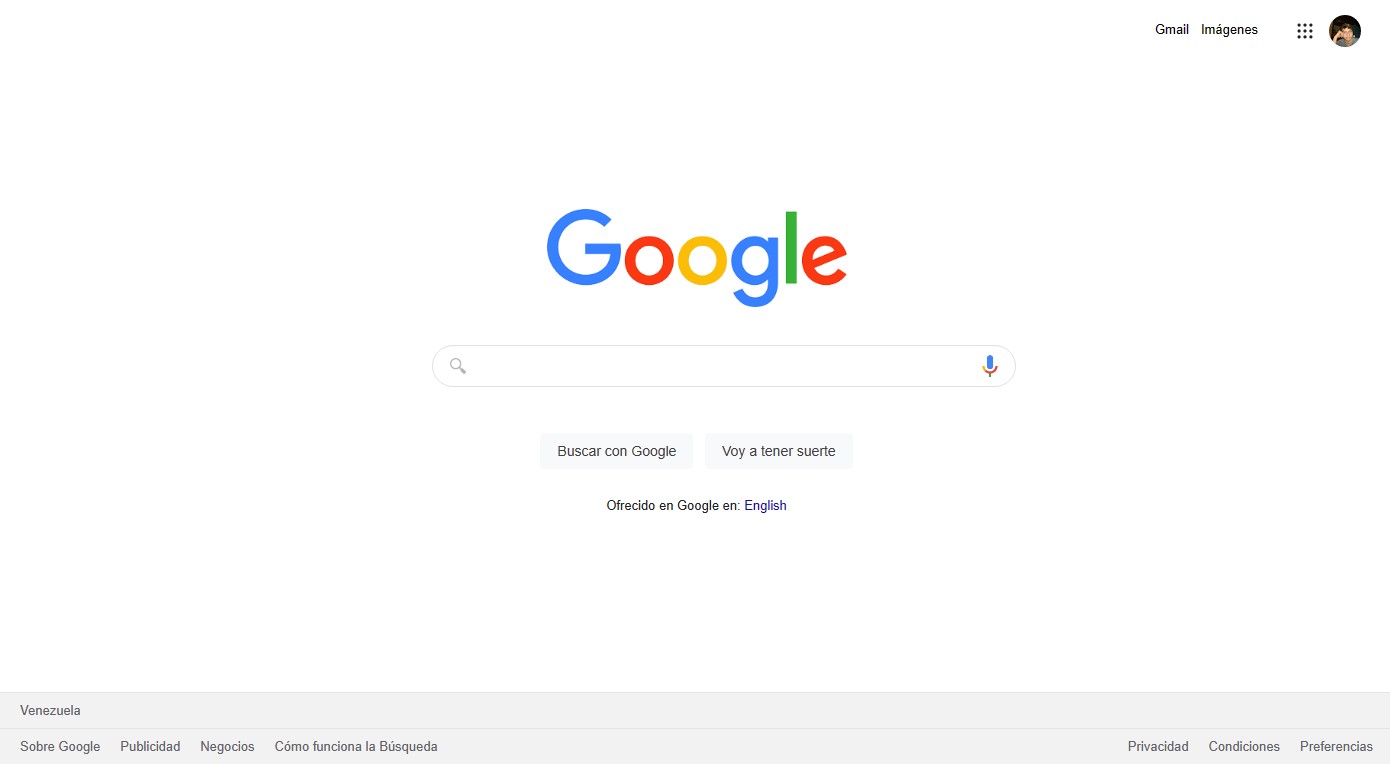 Gmail Imágenes
Google
Buscar con Google Voy a tener suerte
Ofrecido en Google en: English
Venezuela
Sobre Google Publicidad Negocios Cómo funciona la Búsqueda Privacidad Condiciones Preferencias